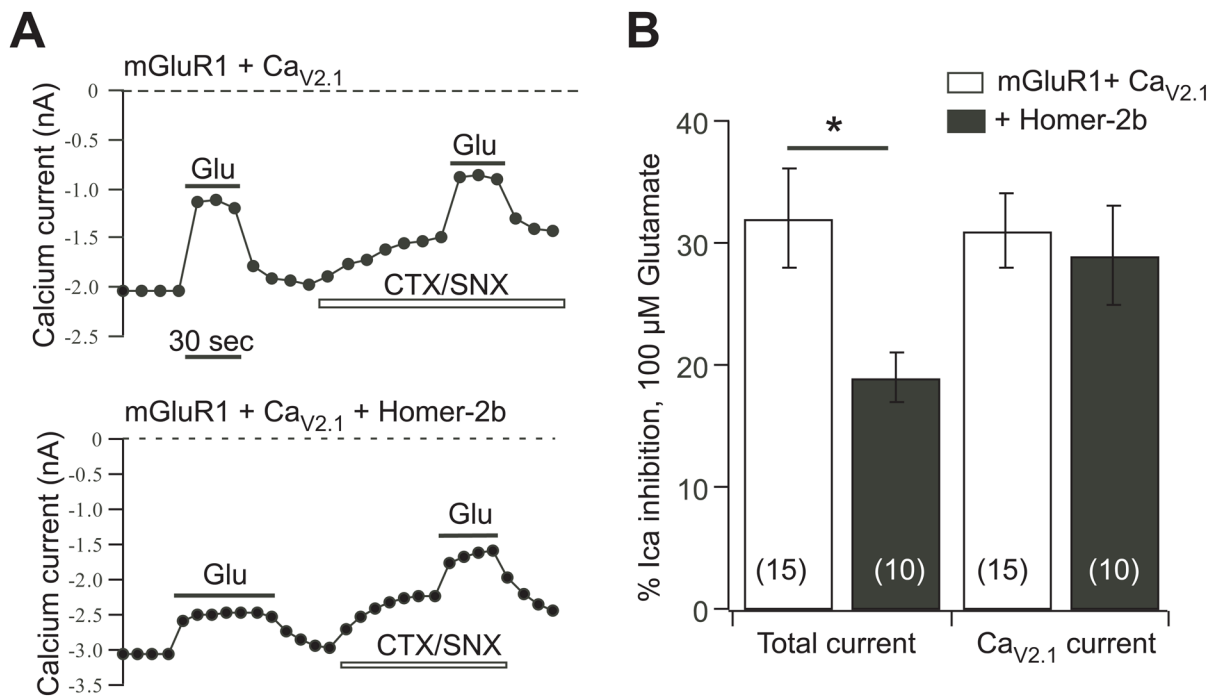 A
mGluR1 + CaV2.1
Calcium current (nA)
0
-0.5
-1.0
-1.5
-2.0
-2.5
Glu
Glu
CTX/SNX
30 sec
mGluR1 + CaV2.1 + Homer-2b
Calcium current (nA)
0
-0.5
-1.0
-1.5
-2.0
-2.5
-3.0
-3.5
Glu
Glu
CTX/SNX
B
mGluR1+ CaV2.1
+ Homer-2b
% Ica inhibition, 100 µM Glutamate
40
30
20
10
0
*
(15)
(10)
(15)
(10)
Total current
CaV2.1 current